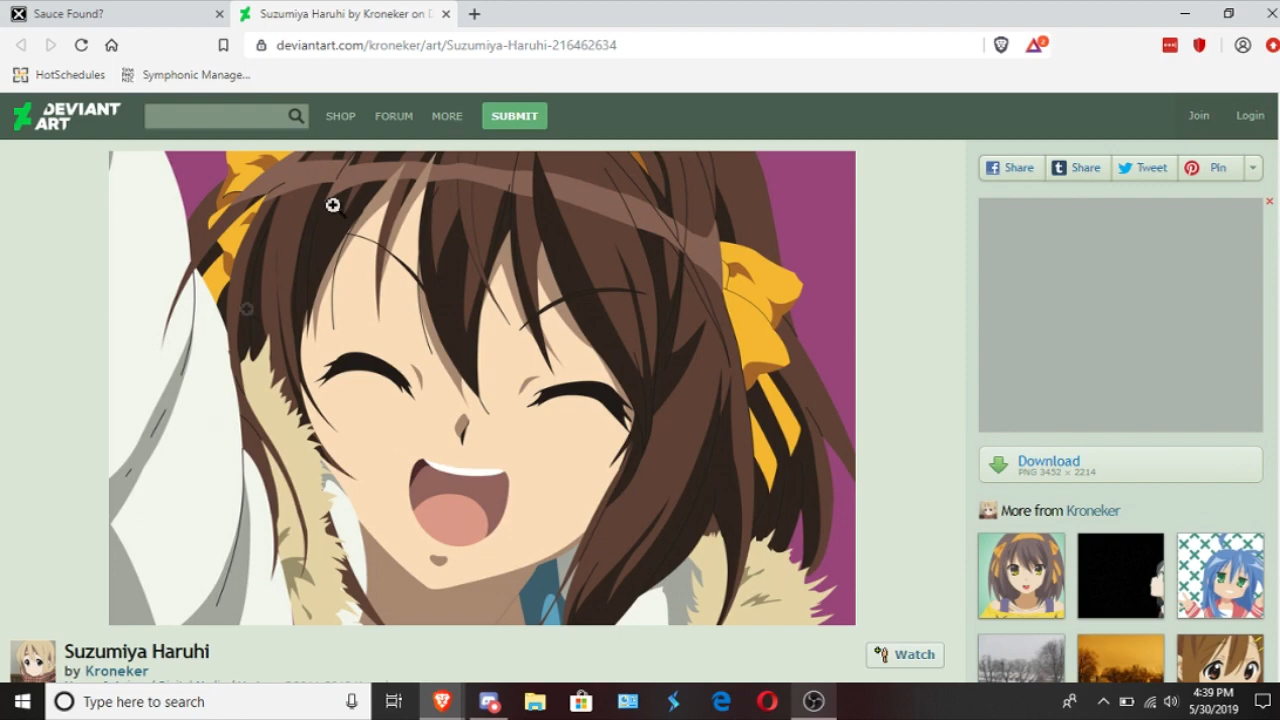 Sauce Found?
Suzumiya Haruhi by Kroneker on D
deviantart.com/kroneker/art/Suzumiya-Haruhi-216462634
2
HotSchedules
Symphonic Manage...
DEVIANT ART
SHOP
FORUM
MORE
SUBMIT
Join
Login
Share
Share
Tweet
Pin
Download
PNG 3452 × 2214
More from Kroneker
Suzumiya Haruhi
by Kroneker
Watch
Type here to search
4:39 PM
5/30/2019